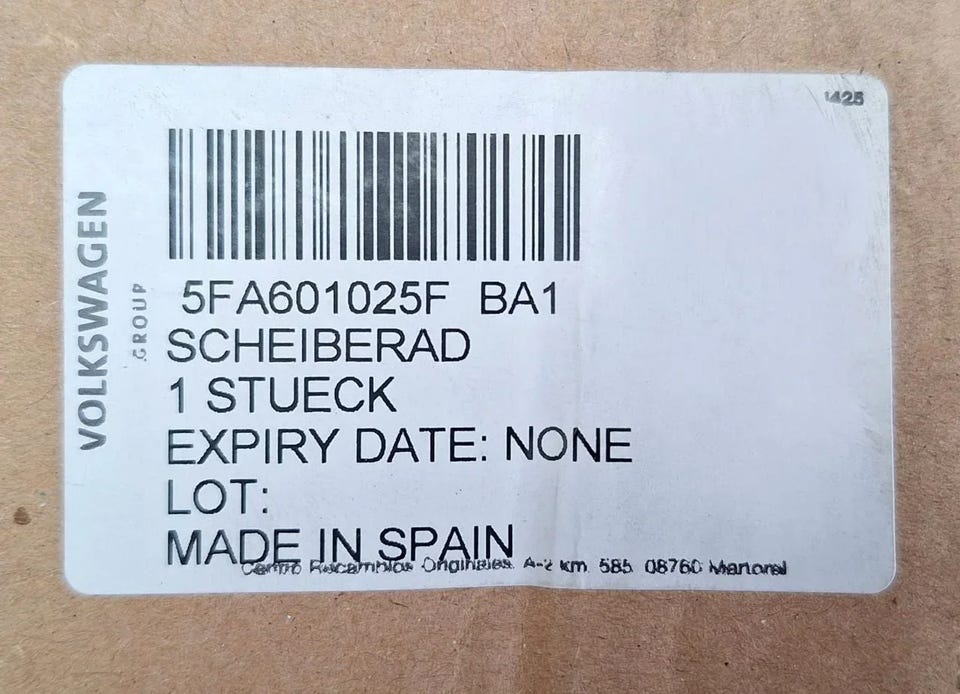 1425
VOLKSWAGEN
GROUP
5FA601025F BA1
SCHEIBERAD
1 STUECK
EXPIRY DATE: NONE
LOT:
MADE IN SPAIN
Centro Recambios Originales A-2 km. 585 08760 Martorel